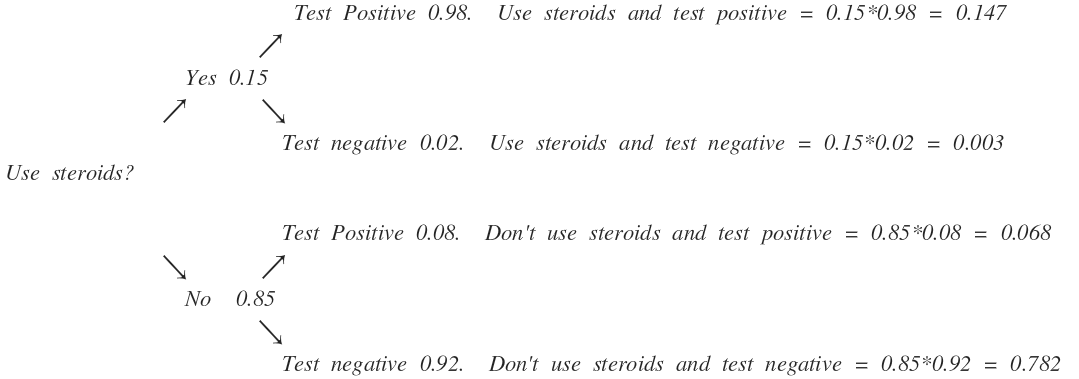 Test Positive 0.98. Use steroids and test positive = 0.15*0.98 = 0.147
Yes 0.15
Test negative 0.02. Use steroids and test negative = 0.15*0.02 = 0.003
Use steroids?
Test Positive 0.08. Don't use steroids and test positive = 0.85*0.08 = 0.068
No 0.85
Test negative 0.92. Don't use steroids and test negative = 0.85*0.92 = 0.782